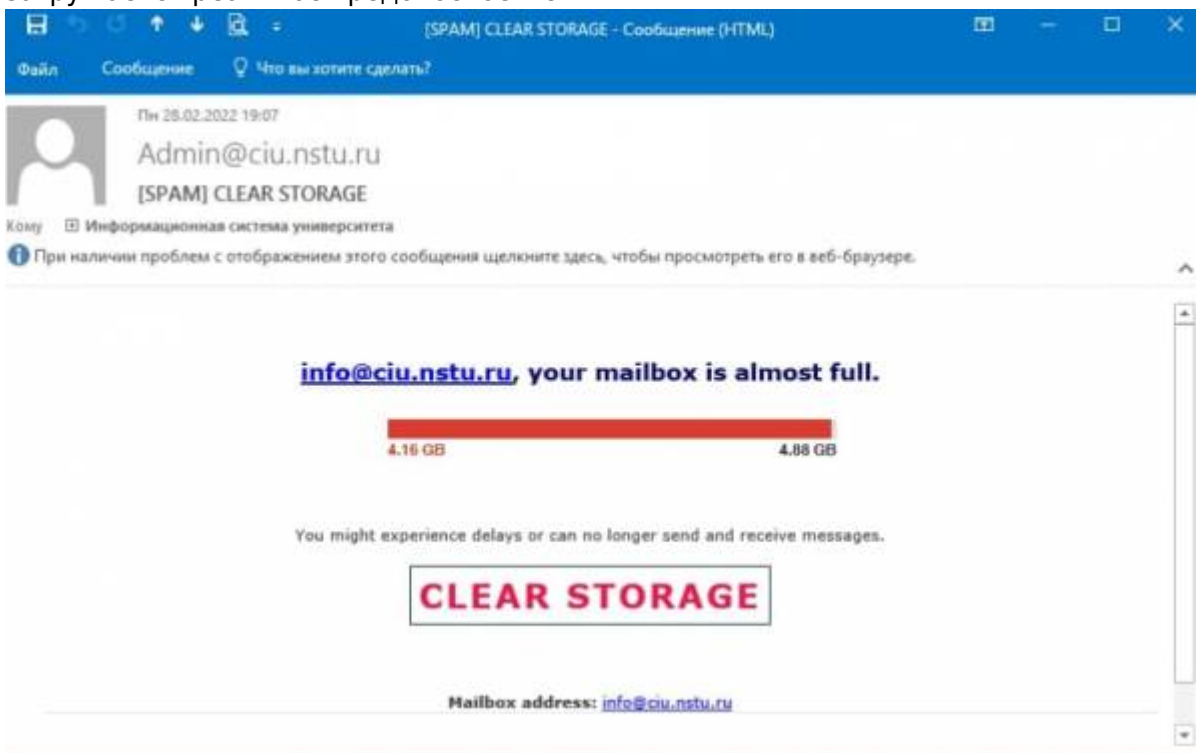 [SPAM] CLEAR STORAGE - Сообщение (HTML)
Файл Сообщение Что вы хотите сделать?
Пн 28.02.2022 19:07
Admin@ciu.nstu.ru
[SPAM] CLEAR STORAGE
Кому Информационная система университета
При наличии проблем с отображением этого сообщения щелкните здесь, чтобы просмотреть его в веб-браузере.
info@ciu.nstu.ru, your mailbox is almost full.
4.16 GB 4.88 GB
You might experience delays or can no longer send and receive messages.
CLEAR STORAGE
Mailbox address: info@ciu.nstu.ru